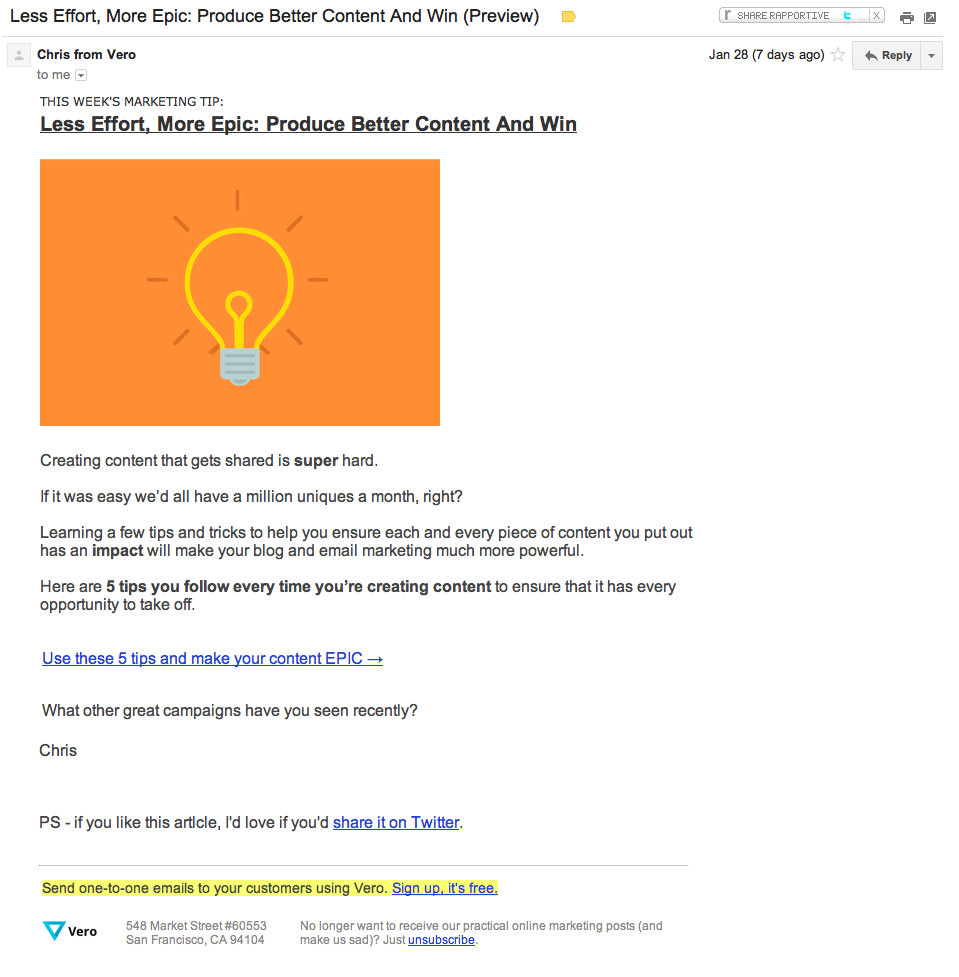 Less Effort, More Epic: Produce Better Content And Win (Preview)
SHARE RAPPORTIVE
Chris from Vero
Jan 28 (7 days ago)
Reply
to me
THIS WEEK'S MARKETING TIP:
Less Effort, More Epic: Produce Better Content And Win
Creating content that gets shared is super hard.
If it was easy we'd all have a million uniques a month, right?
Learning a few tips and tricks to help you ensure each and every piece of content you put out
has an impact will make your blog and email marketing much more powerful.
Here are 5 tips you follow every time you're creating content to ensure that it has every
opportunity to take off.
Use these 5 tips and make your content EPIC →
What other great campaigns have you seen recently?
Chris
PS - if you like this article, I'd love if you'd share it on Twitter.
Send one-to-one emails to your customers using Vero. Sign up, it's free.
Vero
548 Market Street #60553
San Francisco, CA 94104
No longer want to receive our practical online marketing posts (and
make us sad)? Just unsubscribe.